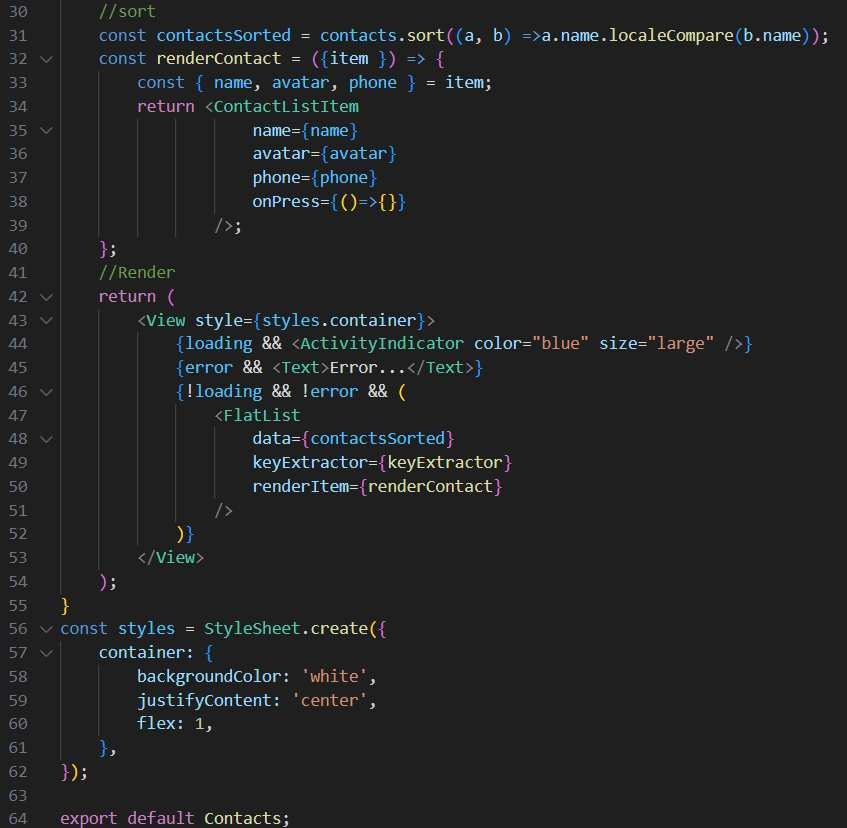 30 //sort
31 const contactsSorted = contacts.sort((a, b) =>a.name.localeCompare(b.name));
32 const renderContact = ({item }) => {
33 const { name, avatar, phone } = item;
34 return <ContactListItem
35 name={name}
36 avatar={avatar}
37 phone={phone}
38 onPress={()=>{}}
39 />;
40 };
41 //Render
42 return (
43 <View style={styles.container}>
44 {loading && <ActivityIndicator color="blue" size="large" />}
45 {error && <Text>Error...</Text>}
46 {!loading && !error && (
47 <FlatList
48 data={contactsSorted}
49 keyExtractor={keyExtractor}
50 renderItem={renderContact}
51 />
52 )}
53 </View>
54 );
55 }
56 const styles = StyleSheet.create({
57 container: {
58 backgroundColor: 'white',
59 justifyContent: 'center',
60 flex: 1,
61 },
62 });
63
64 export default Contacts;